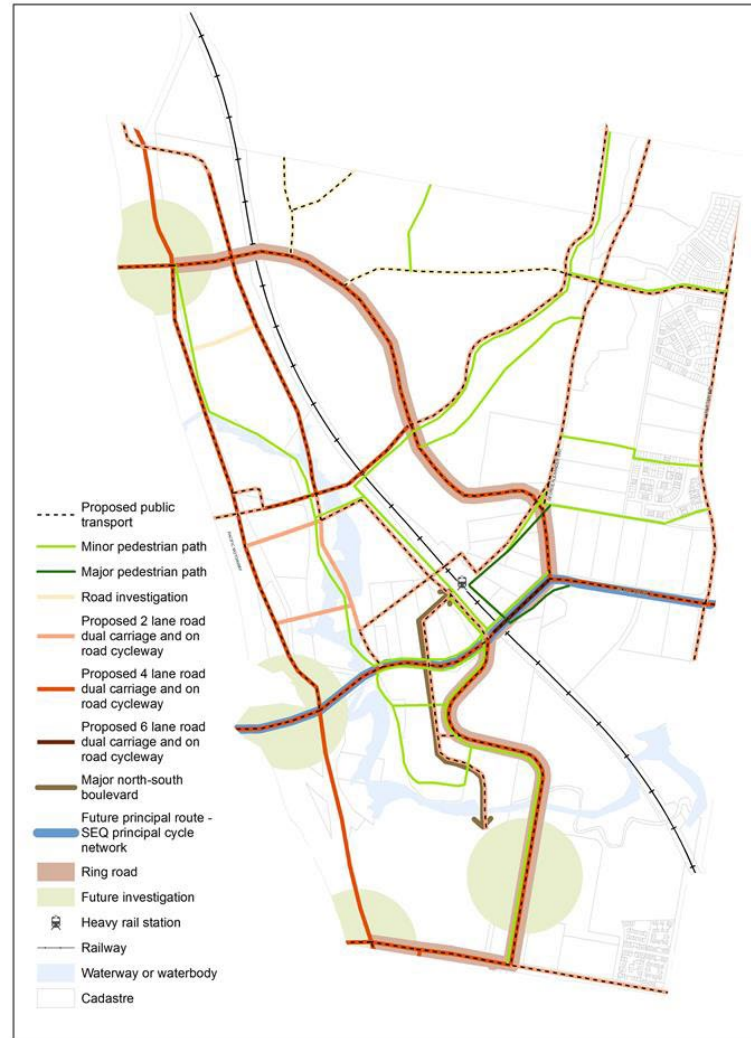 Proposed public
transport
Minor pedestrian path
Major pedestrian path
Road investigation
Proposed 2 lane road
dual carriage and on
road cycleway
Proposed 4 lane road
dual carriage and on
road cycleway
Proposed 6 lane road
dual carriage and on
road cycleway
Major north-south
boulevard
Future principal route -
SEQ principal cycle
network
Ring road
Future investigation
Heavy rail station
Railway
Waterway or waterbody
Cadastre